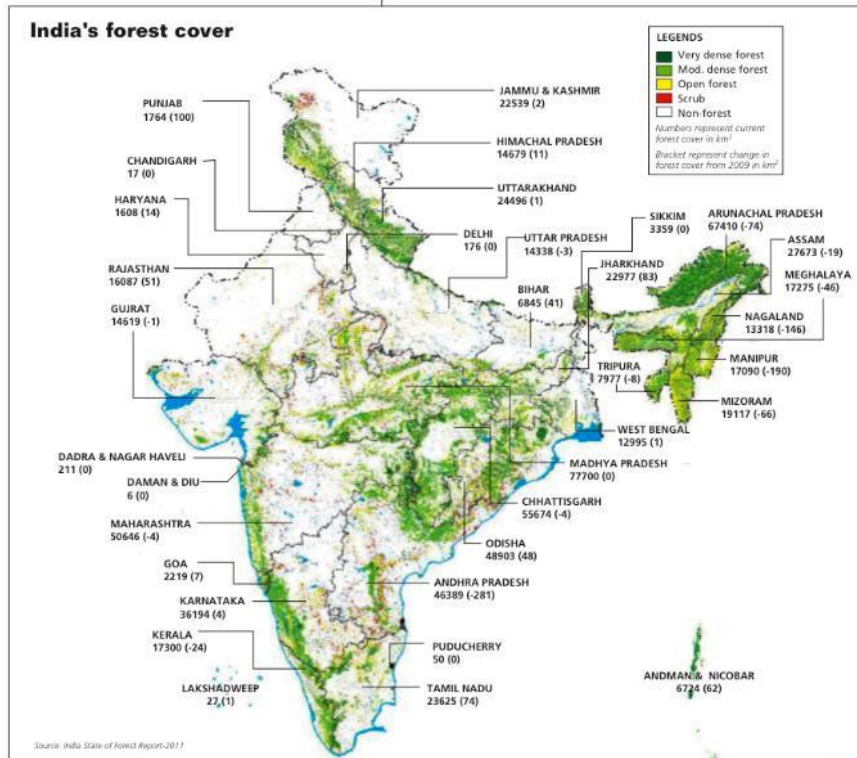 India's forest cover
LEGENDS
Very dense forest
Mod. dense forest
Open forest
Scrub
Non-forest
Numbers represent current
forest cover in km²
Bracket represent change in
forest cover from 2009 in km²
JAMMU & KASHMIR
22539 (2)
PUNJAB
1764 (100)
HIMACHAL PRADESH
14679 (11)
CHANDIGARH
17 (0)
UTTARAKHAND
24496 (1)
HARYANA
1608 (14)
DELHI
176 (0)
UTTAR PRADESH
14338 (-3)
SIKKIM
3359 (0)
ARUNACHAL PRADESH
67410 (-74)
ASSAM
27673 (-19)
JHARKHAND
22977 (83)
MEGHALAYA
17275 (-46)
RAJASTHAN
16087 (51)
BIHAR
6845 (41)
GUJRAT
14619 (-1)
NAGALAND
13318 (-146)
TRIPURA
7977 (-8)
MANIPUR
17090 (-190)
MIZORAM
19117 (-66)
WEST BENGAL
12995 (1)
DADRA & NAGAR HAVELI
211 (0)
MADHYA PRADESH
77700 (0)
DAMAN & DIU
6 (0)
CHHATTISGARH
55674 (-4)
MAHARASHTRA
50646 (-4)
ODISHA
48903 (48)
GOA
2219 (7)
ANDHRA PRADESH
46389 (-281)
KARNATAKA
36194 (4)
KERALA
17300 (-24)
PUDUCHERRY
50 (0)
LAKSHADWEEP
27 (1)
TAMIL NADU
23625 (74)
ANDMAN & NICOBAR
6724 (62)
Source: India State of Forest Report-2011